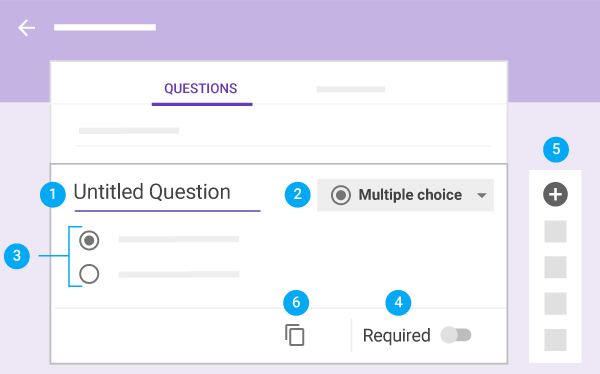 QUESTIONS
5
1 Untitled Question 2 Multiple choice
3
6 4
Required